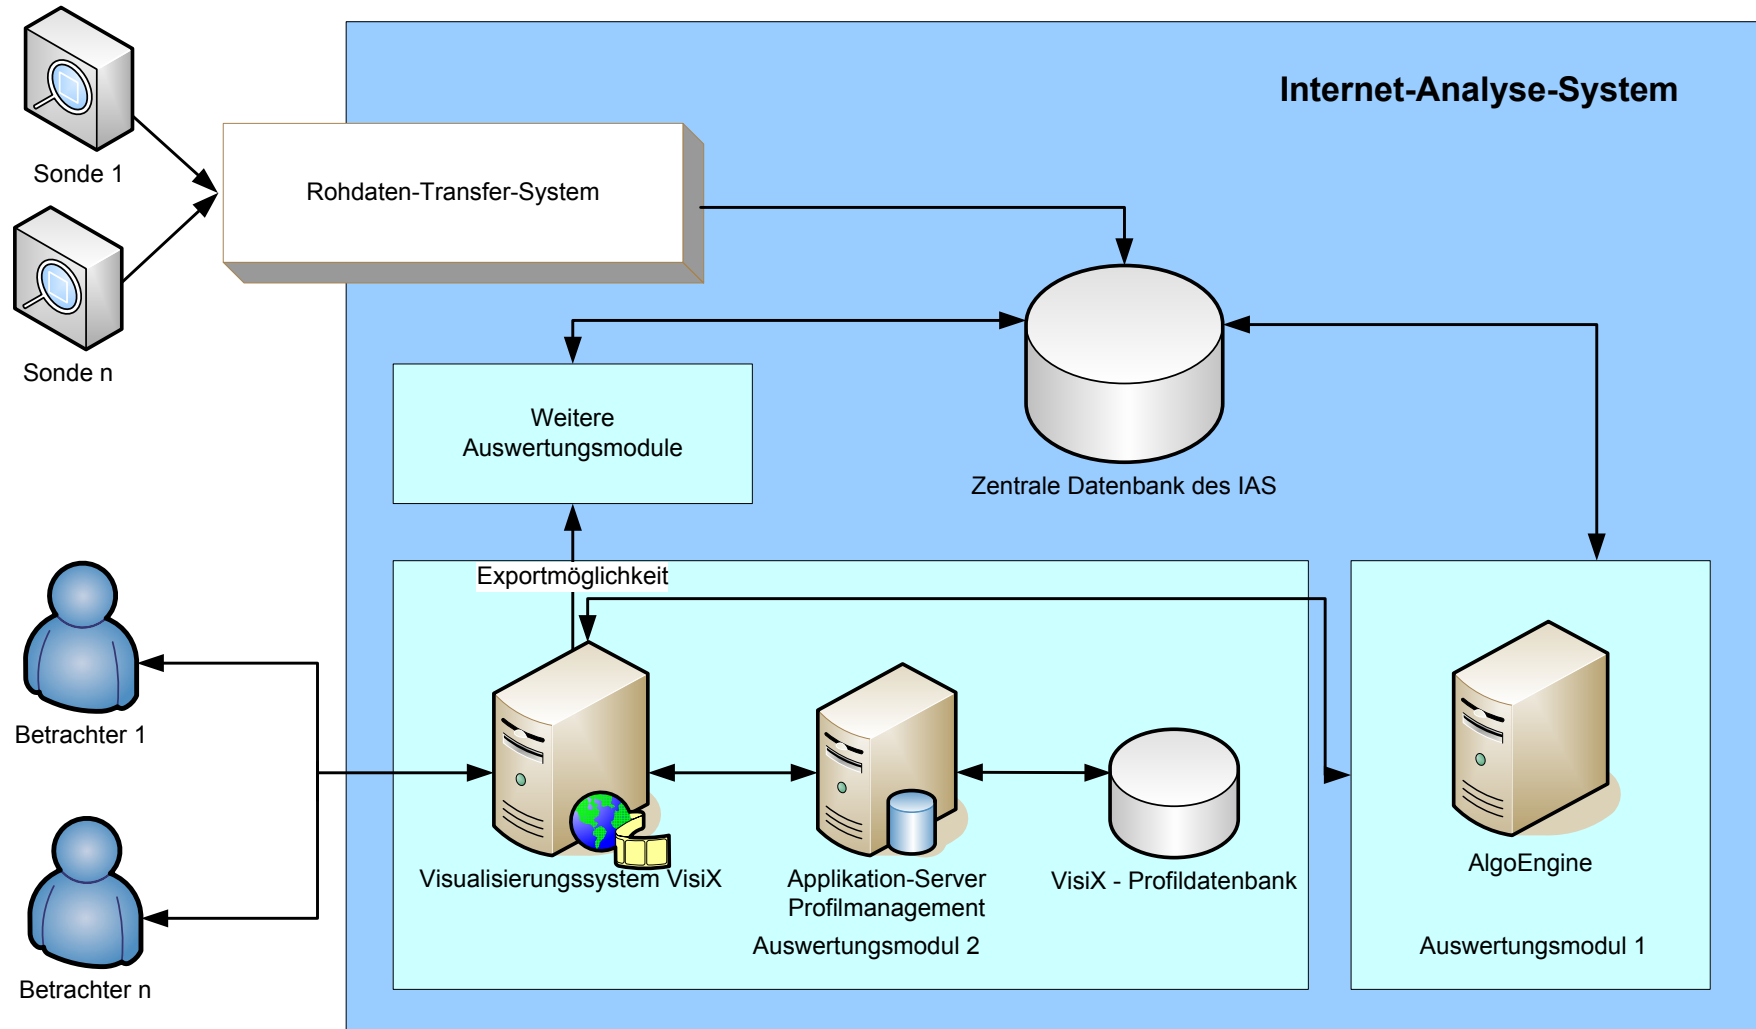 Internet-Analyse-System
Sonde 1
Rohdaten-Transfer-System
Sonde n
Weitere
Auswertungsmodule
Zentrale Datenbank des IAS
Exportmöglichkeit
Betrachter 1
Visualisierungssystem VisiX
Applikation-Server
Profilmanagement
VisiX - Profildatenbank
AlgoEngine
Auswertungsmodul 2
Auswertungsmodul 1
Betrachter n